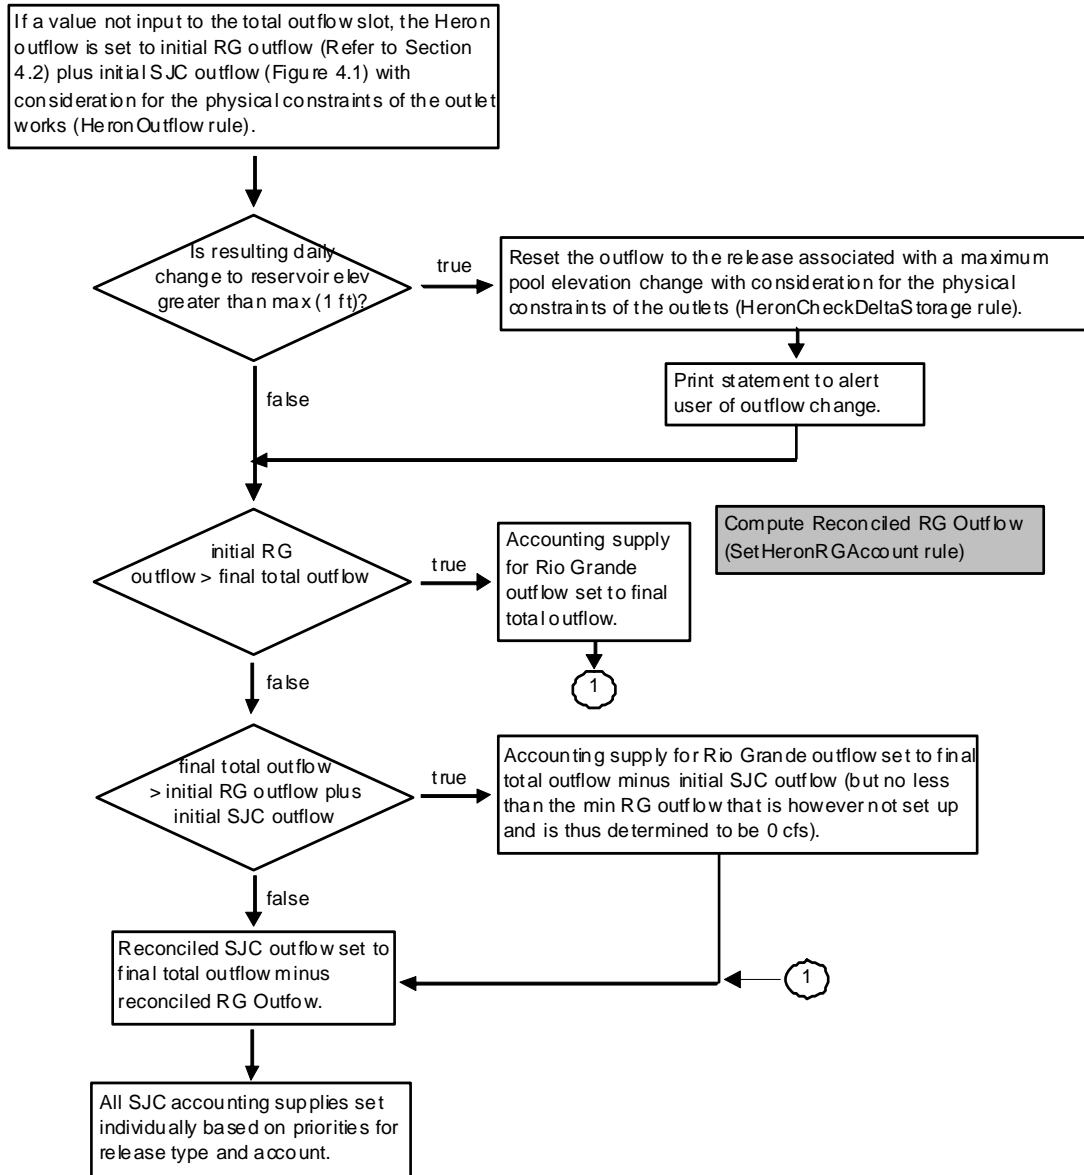 If a value not input to the total outflow slot, the Heron
outflow is set to initial RG outflow (Refer to Section
4.2) plus initial SJC outflow (Figure 4.1) with
consideration for the physical constraints of the outlet
works (HeronOutflow rule).
Is resulting daily
change to reservoir elev
greater than max (1 ft)?
true
Reset the outflow to the release associated with a maximum
pool elevation change with consideration for the physical
constraints of the outlets (HeronCheckDeltaStorage rule).
false
Print statement to alert
user of outflow change.
initial RG
outflow > final total outflow
true
Accounting supply
for Rio Grande
outflow set to final
total outflow.
Compute Reconciled RG Outflow
(SetHeronRGAccount rule)
1
false
final total outflow
> initial RG outflow plus
initial SJC outflow
true
Accounting supply for Rio Grande outflow set to final
total outflow minus initial SJC outflow (but no less
than the min RG outflow that is however not set up
and is thus determined to be 0 cfs).
false
Reconciled SJC outflow set to
final total outflow minus
reconciled RG Outfow.
1
All SJC accounting supplies set
individually based on priorities for
release type and account.